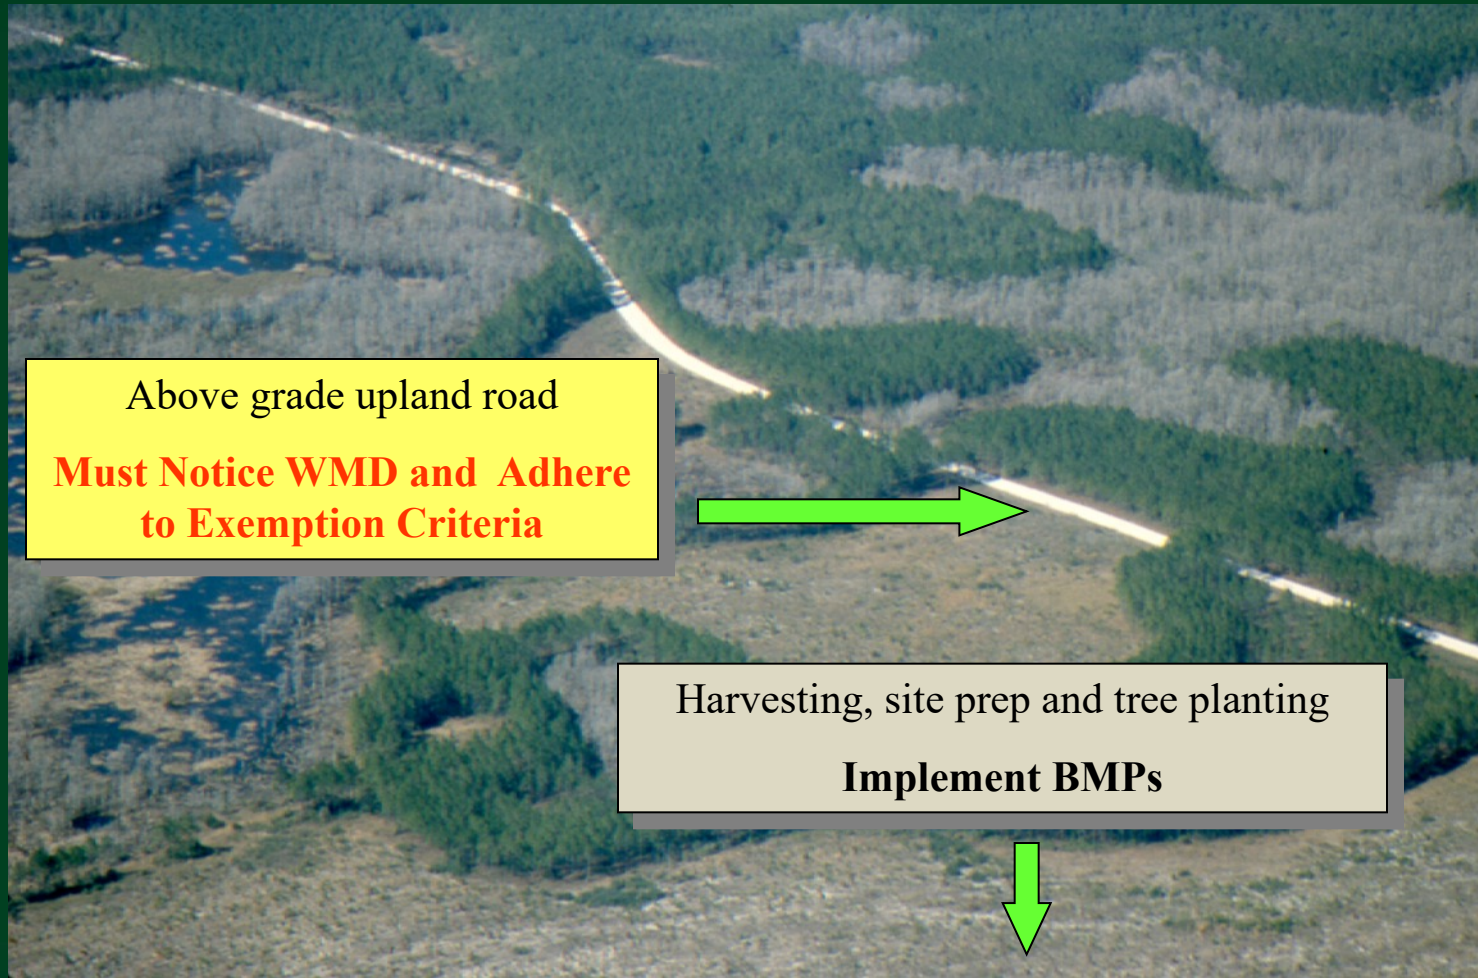 Above grade upland road
Must Notice WMD and Adhere
to Exemption Criteria
Harvesting, site prep and tree planting
Implement BMPs